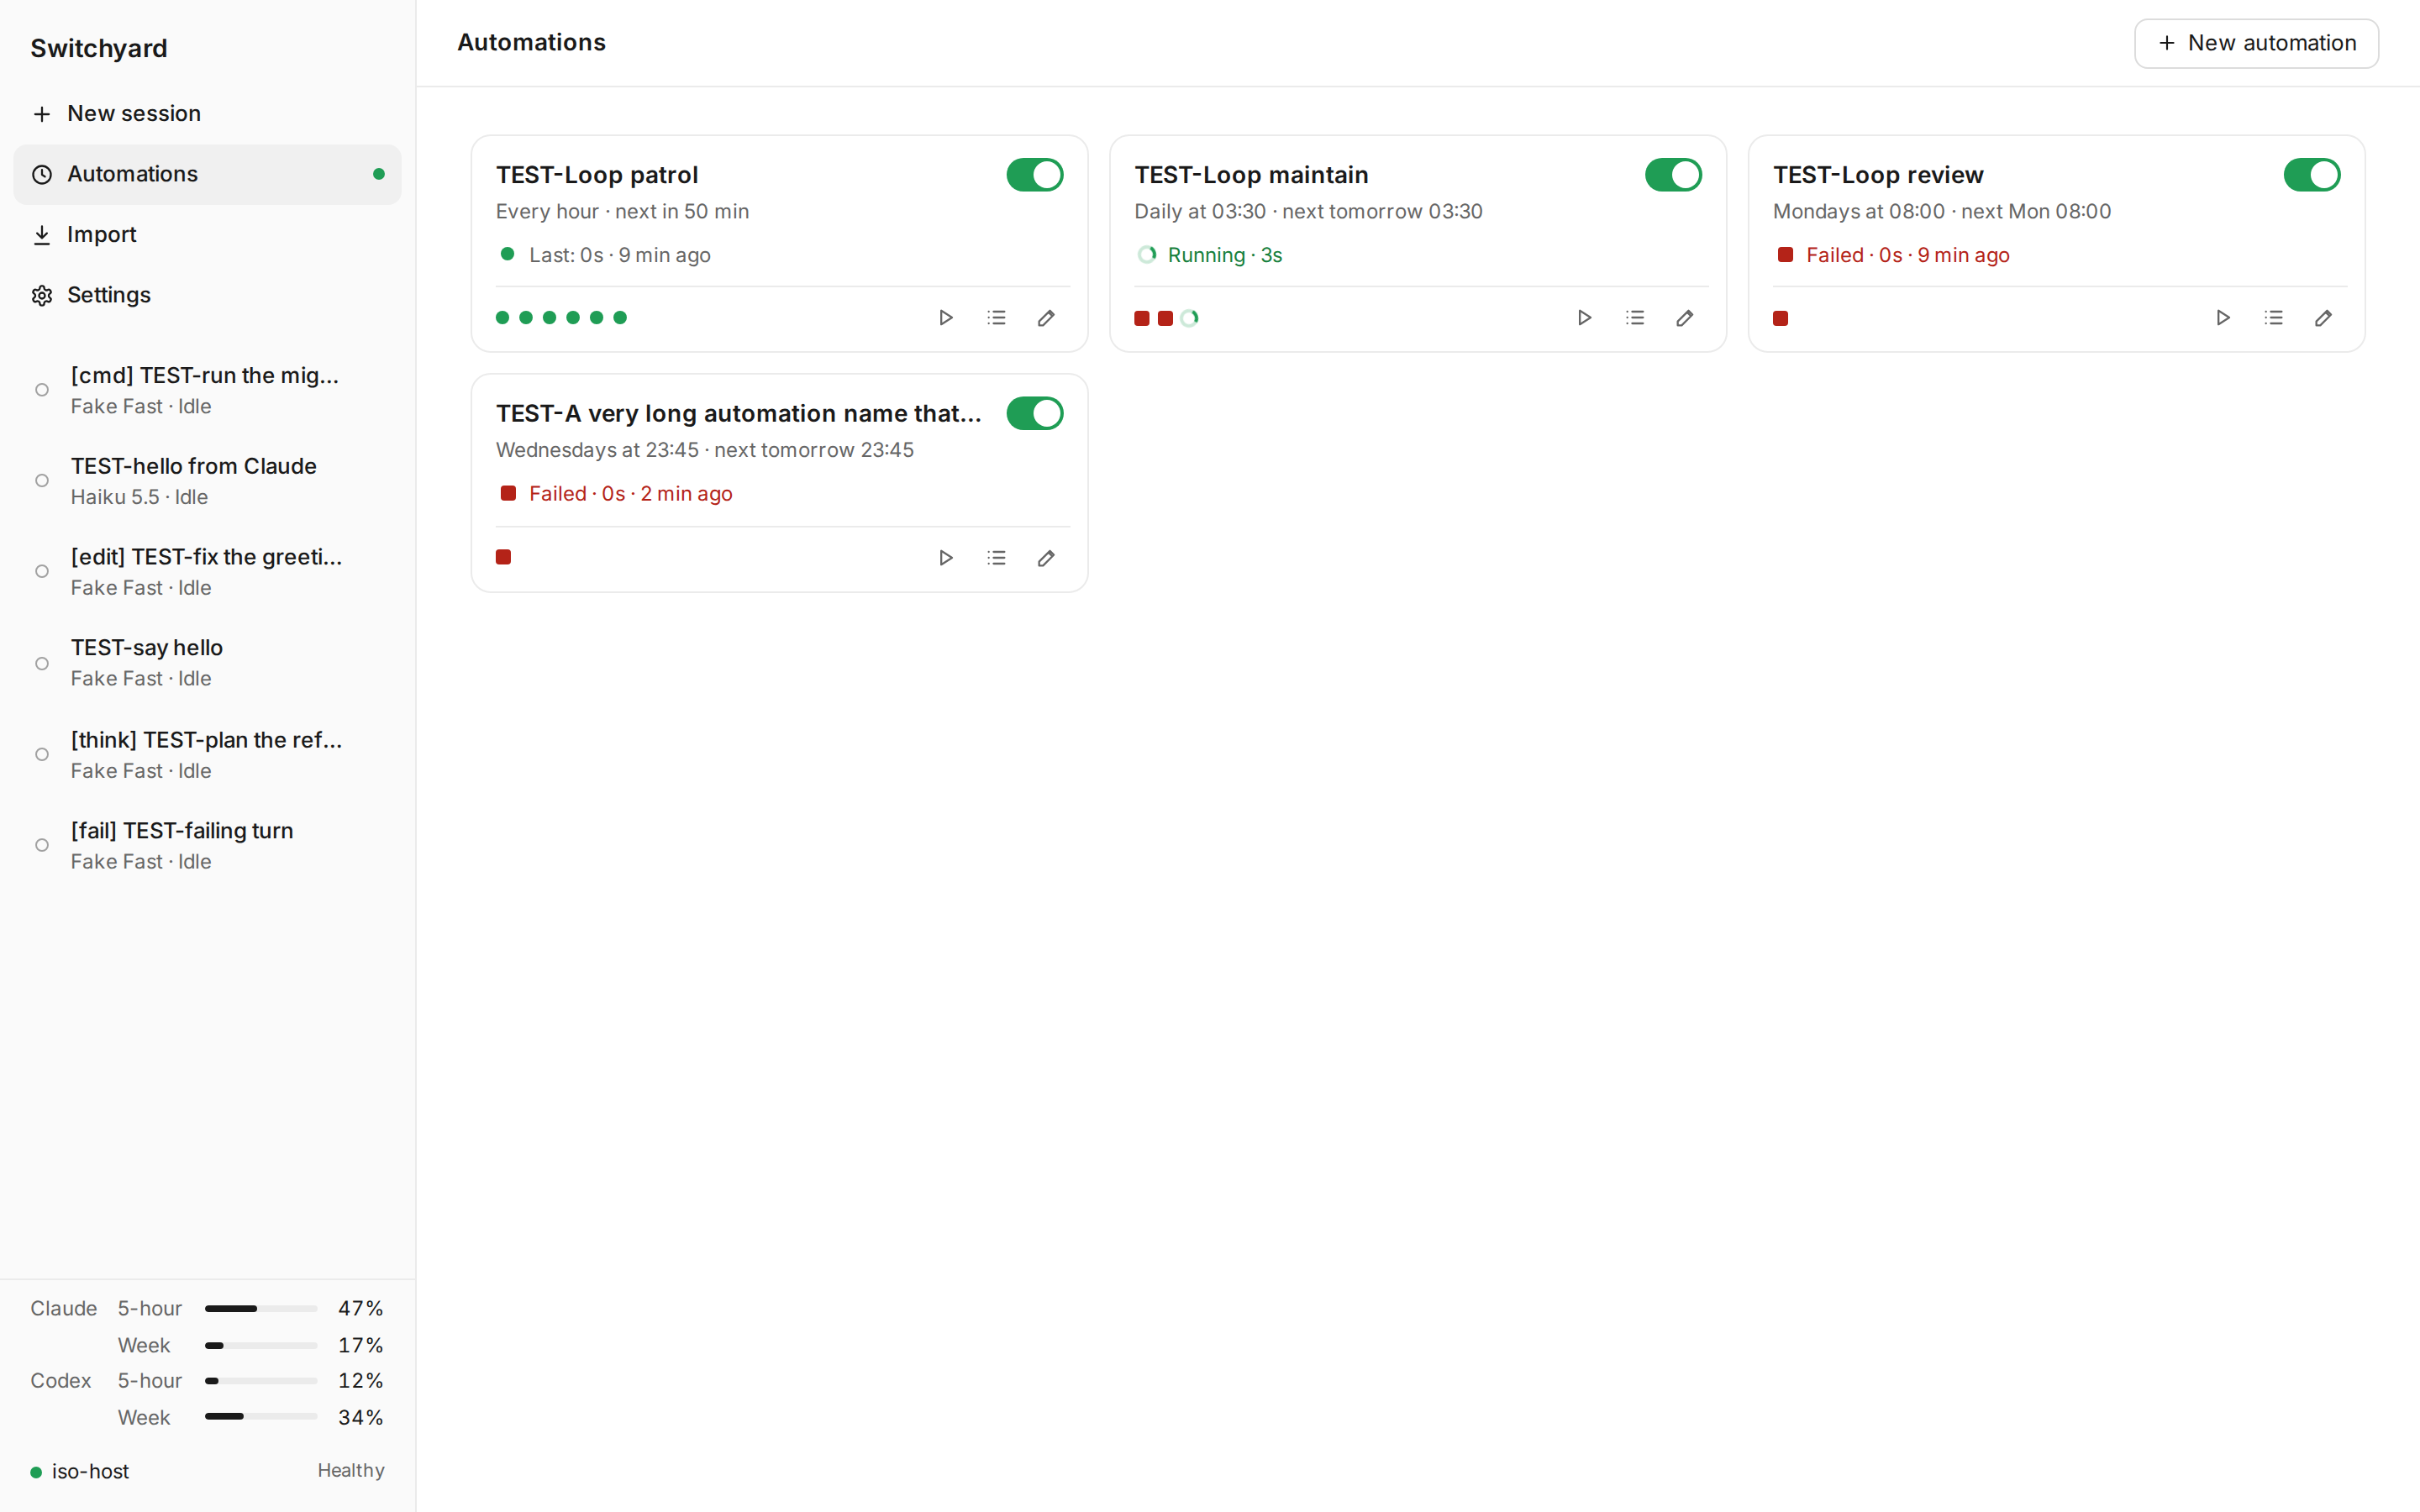 Switchyard
New session
Automations
Import
Settings
[cmd] TEST-run the mig...
Fake Fast · Idle
TEST-hello from Claude
Haiku 5.5 · Idle
[edit] TEST-fix the greeti...
Fake Fast · Idle
TEST-say hello
Fake Fast · Idle
[think] TEST-plan the ref...
Fake Fast · Idle
[fail] TEST-failing turn
Fake Fast · Idle
Claude 5-hour 47%
Week 17%
Codex 5-hour 12%
Week 34%
iso-host Healthy
Automations
New automation
TEST-Loop patrol
Every hour · next in 50 min
Last: 0s · 9 min ago
TEST-Loop maintain
Daily at 03:30 · next tomorrow 03:30
Running · 3s
TEST-Loop review
Mondays at 08:00 · next Mon 08:00
Failed · 0s · 9 min ago
TEST-A very long automation name that...
Wednesdays at 23:45 · next tomorrow 23:45
Failed · 0s · 2 min ago